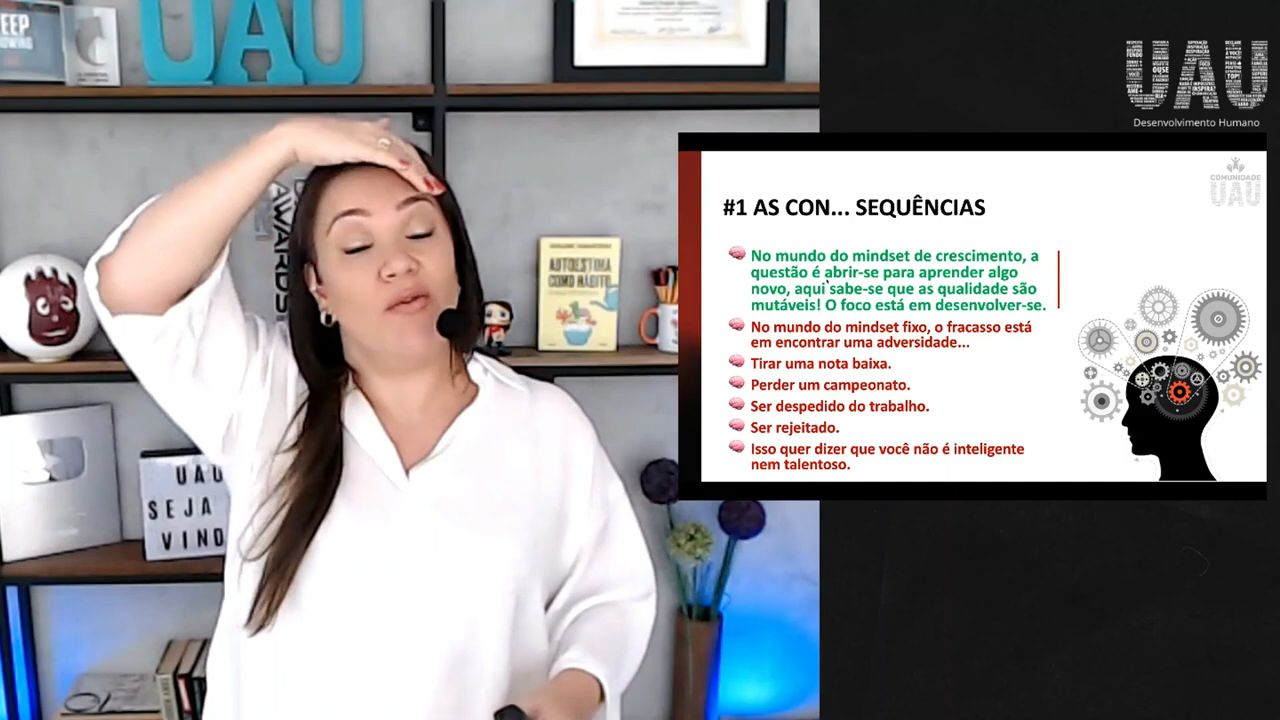 EEP
UAU
AWARDS
AUTOESTIMA
COMO HÁBITO
UAU
SEJA
VIND
UAU
Desenvolvimento Humano
COMUNIDADE
UAU
#1 AS CON... SEQUÊNCIAS
No mundo do mindset de crescimento, a
questão é abrir-se para aprender algo
novo, aqui sabe-se que as qualidade são
mutáveis! O foco está em desenvolver-se.
No mundo do mindset fixo, o fracasso está
em encontrar uma adversidade...
Tirar uma nota baixa.
Perder um campeonato.
Ser despedido do trabalho.
Ser rejeitado.
Isso quer dizer que você não é inteligente
nem talentoso.